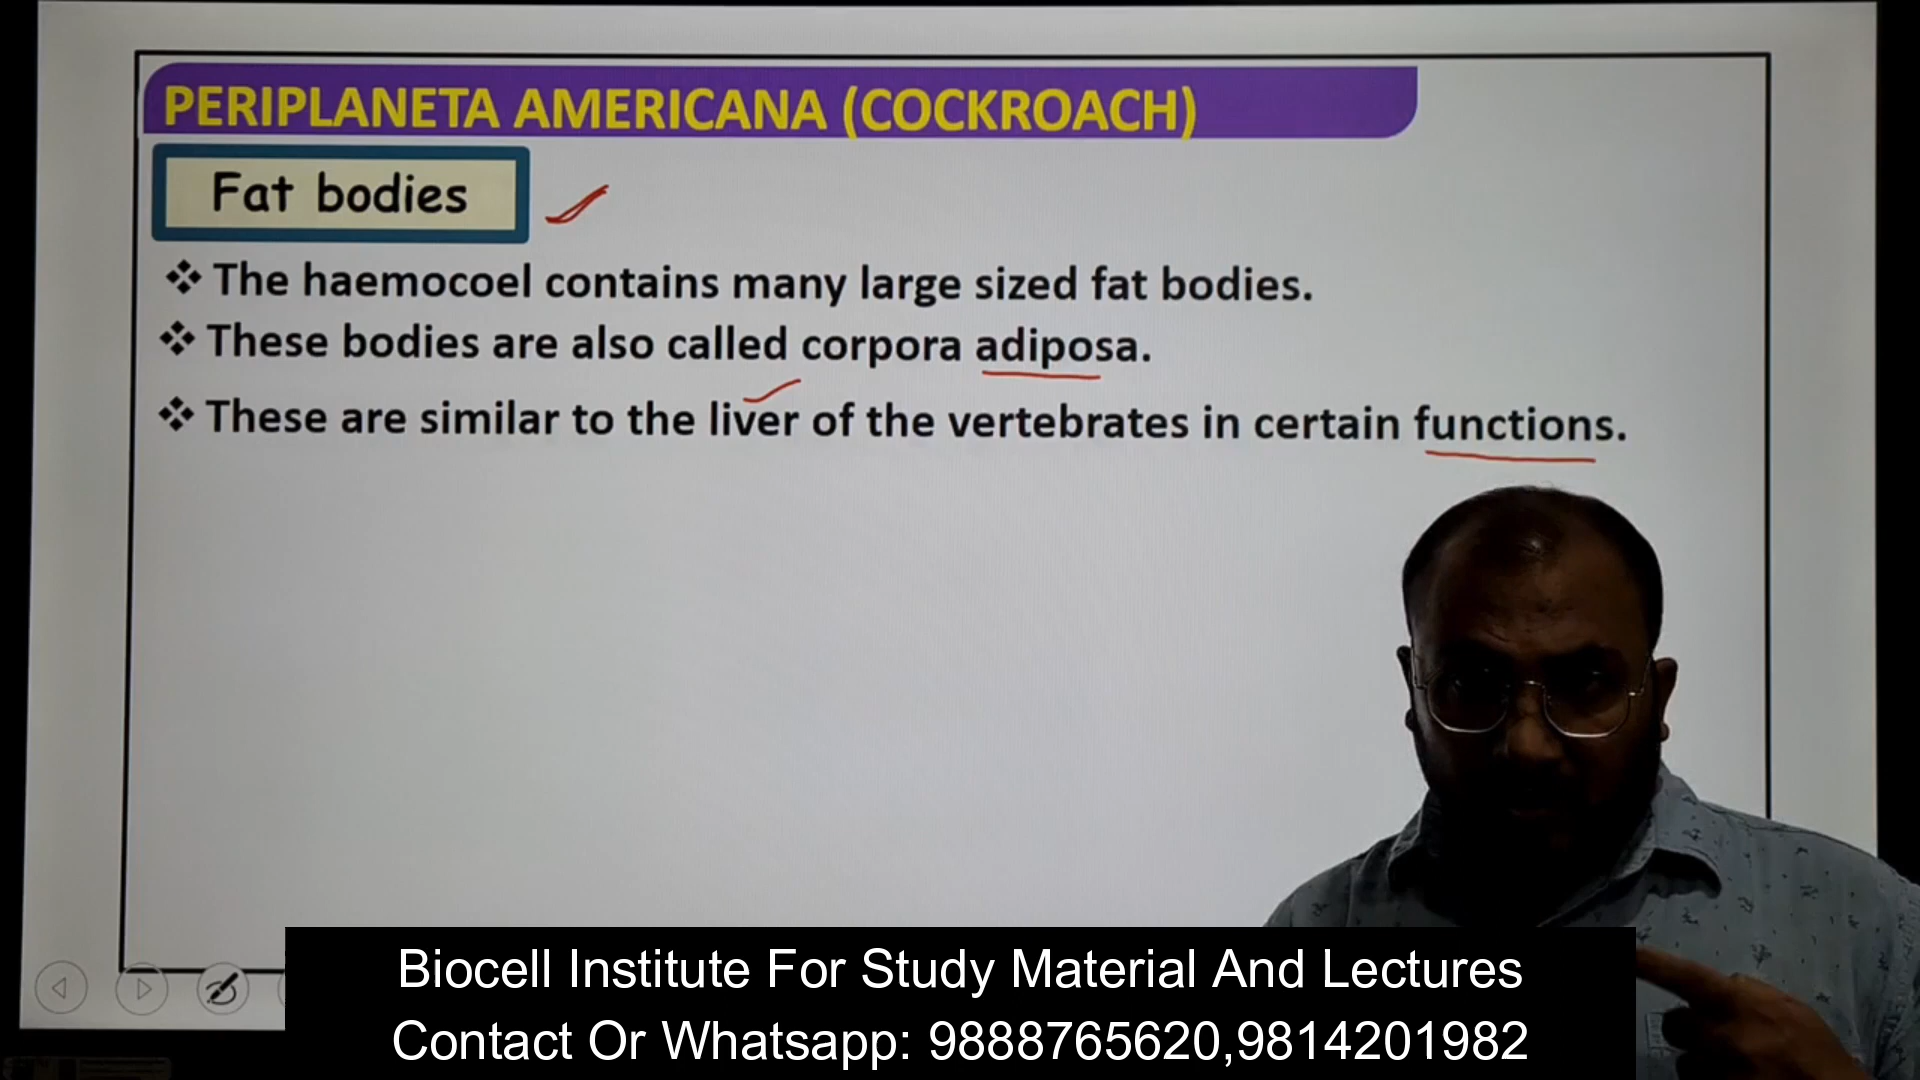 PERIPLANETA AMERICANA (COCKROACH)
Fat bodies
❖ The haemocoel contains many large sized fat bodies.
❖ These bodies are also called corpora adiposa.
❖ These are similar to the liver of the vertebrates in certain functions.
Biocell Institute For Study Material And Lectures
Contact Or Whatsapp: 9888765620,9814201982